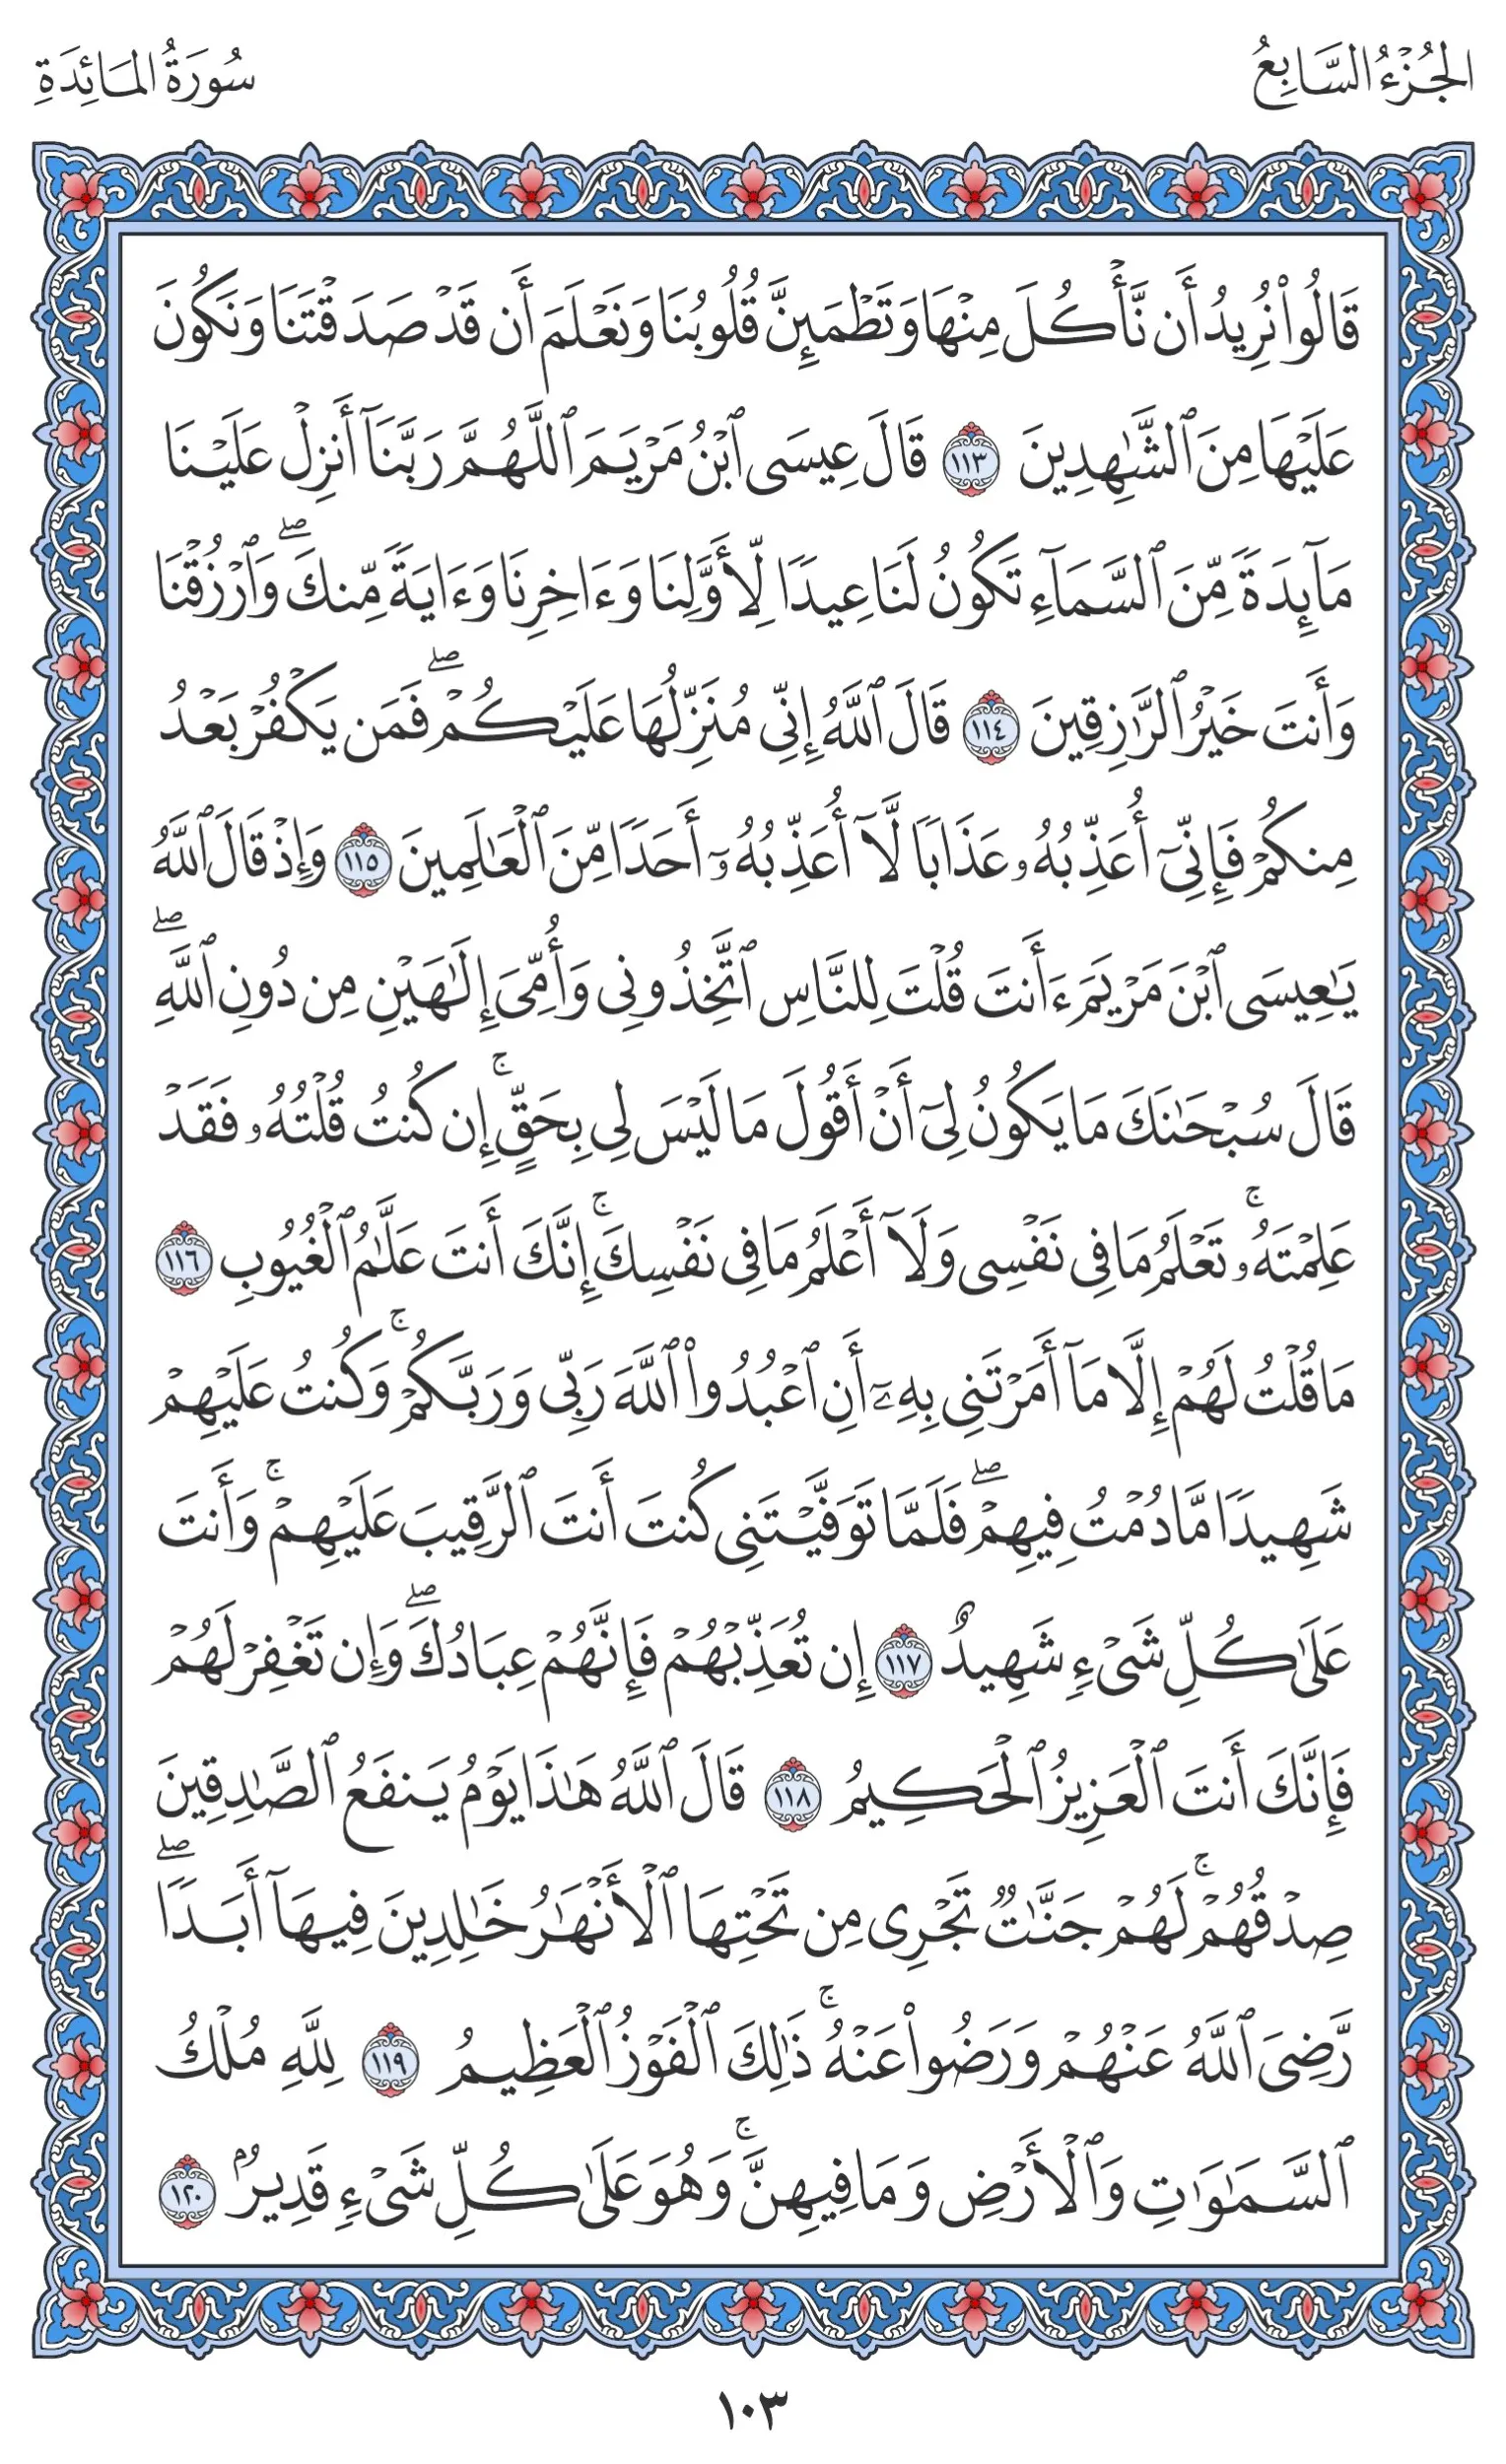 الجُزْءُ السَّابِعُ
سُورَةُ المَائِدَةِ
قَالُوا۟ نُرِيدُ أَن نَّأْكُلَ مِنْهَا وَتَطْمَئِنَّ قُلُوبُنَا وَنَعْلَمَ أَن قَدْ صَدَقْتَنَا وَنَكُونَ
عَلَيْهَا مِنَ ٱلشَّـٰهِدِينَ ١١٣ قَالَ عِيسَى ٱبْنُ مَرْيَمَ ٱللَّهُمَّ رَبَّنَآ أَنزِلْ عَلَيْنَا
مَآئِدَةً مِّنَ ٱلسَّمَآءِ تَكُونُ لَنَا عِيدًا لِّأَوَّلِنَا وَءَاخِرِنَا وَءَايَةً مِّنكَ ۖ وَٱرْزُقْنَا
وَأَنتَ خَيْرُ ٱلرَّٰزِقِينَ ١١٤ قَالَ ٱللَّهُ إِنِّى مُنَزِّلُهَا عَلَيْكُمْ ۖ فَمَن يَكْفُرْ بَعْدُ
مِنكُمْ فَإِنِّىٓ أُعَذِّبُهُۥ عَذَابًا لَّآ أُعَذِّبُهُۥٓ أَحَدًا مِّنَ ٱلْعَـٰلَمِينَ ١١٥ وَإِذْ قَالَ ٱللَّهُ
يَـٰعِيسَى ٱبْنَ مَرْيَمَ ءَأَنتَ قُلْتَ لِلنَّاسِ ٱتَّخِذُونِى وَأُمِّىَ إِلَـٰهَيْنِ مِن دُونِ ٱللَّهِ ۖ
قَالَ سُبْحَـٰنَكَ مَا يَكُونُ لِىٓ أَنْ أَقُولَ مَا لَيْسَ لِى بِحَقٍّ ۚ إِن كُنتُ قُلْتُهُۥ فَقَدْ
عَلِمْتَهُۥ ۚ تَعْلَمُ مَا فِى نَفْسِى وَلَآ أَعْلَمُ مَا فِى نَفْسِكَ ۚ إِنَّكَ أَنتَ عَلَّـٰمُ ٱلْغُيُوبِ ١١٦
مَا قُلْتُ لَهُمْ إِلَّا مَآ أَمَرْتَنِى بِهِۦٓ أَنِ ٱعْبُدُوا۟ ٱللَّهَ رَبِّى وَرَبَّكُمْ ۚ وَكُنتُ عَلَيْهِمْ
شَهِيدًا مَّا دُمْتُ فِيهِمْ ۖ فَلَمَّا تَوَفَّيْتَنِى كُنتَ أَنتَ ٱلرَّقِيبَ عَلَيْهِمْ ۚ وَأَنتَ
عَلَىٰ كُلِّ شَىْءٍ شَهِيدٌ ١١٧ إِن تُعَذِّبْهُمْ فَإِنَّهُمْ عِبَادُكَ ۖ وَإِن تَغْفِرْ لَهُمْ
فَإِنَّكَ أَنتَ ٱلْعَزِيزُ ٱلْحَكِيمُ ١١٨ قَالَ ٱللَّهُ هَـٰذَا يَوْمُ يَنفَعُ ٱلصَّـٰدِقِينَ
صِدْقُهُمْ ۚ لَهُمْ جَنَّـٰتٌ تَجْرِى مِن تَحْتِهَا ٱلْأَنْهَـٰرُ خَـٰلِدِينَ فِيهَآ أَبَدًا ۖ
رَّضِىَ ٱللَّهُ عَنْهُمْ وَرَضُوا۟ عَنْهُ ۚ ذَٰلِكَ ٱلْفَوْزُ ٱلْعَظِيمُ ١١٩ لِلَّهِ مُلْكُ
ٱلسَّمَـٰوَٰتِ وَٱلْأَرْضِ وَمَا فِيهِنَّ ۚ وَهُوَ عَلَىٰ كُلِّ شَىْءٍ قَدِيرٌۢ ١٢٠
١٠٣